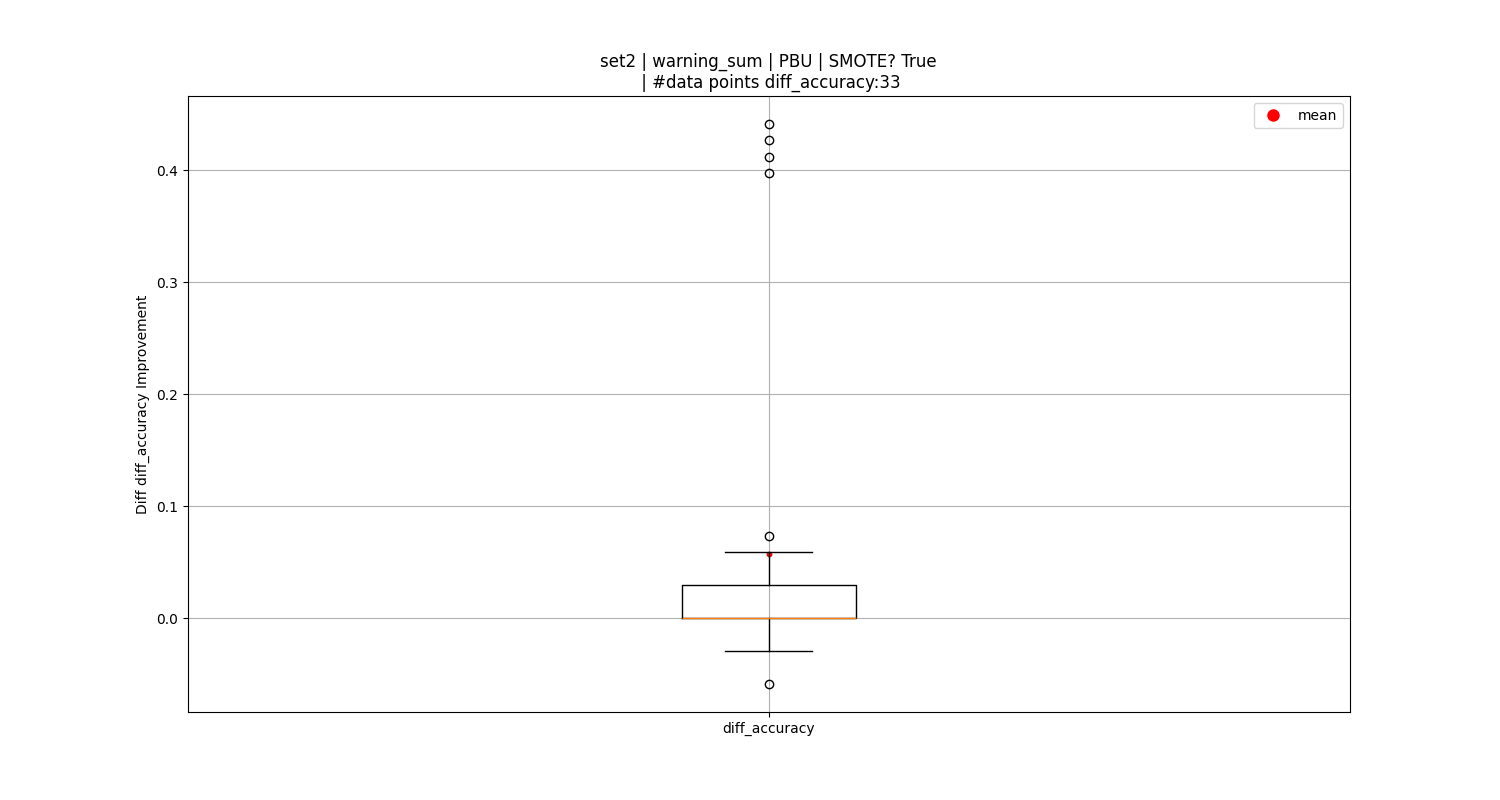 set2 | warning_sum | PBU | SMOTE? True
| #data points diff_accuracy:33
mean
0.4
0.3
0.2
0.1
0.0
Diff diff_accuracy Improvement
diff_accuracy